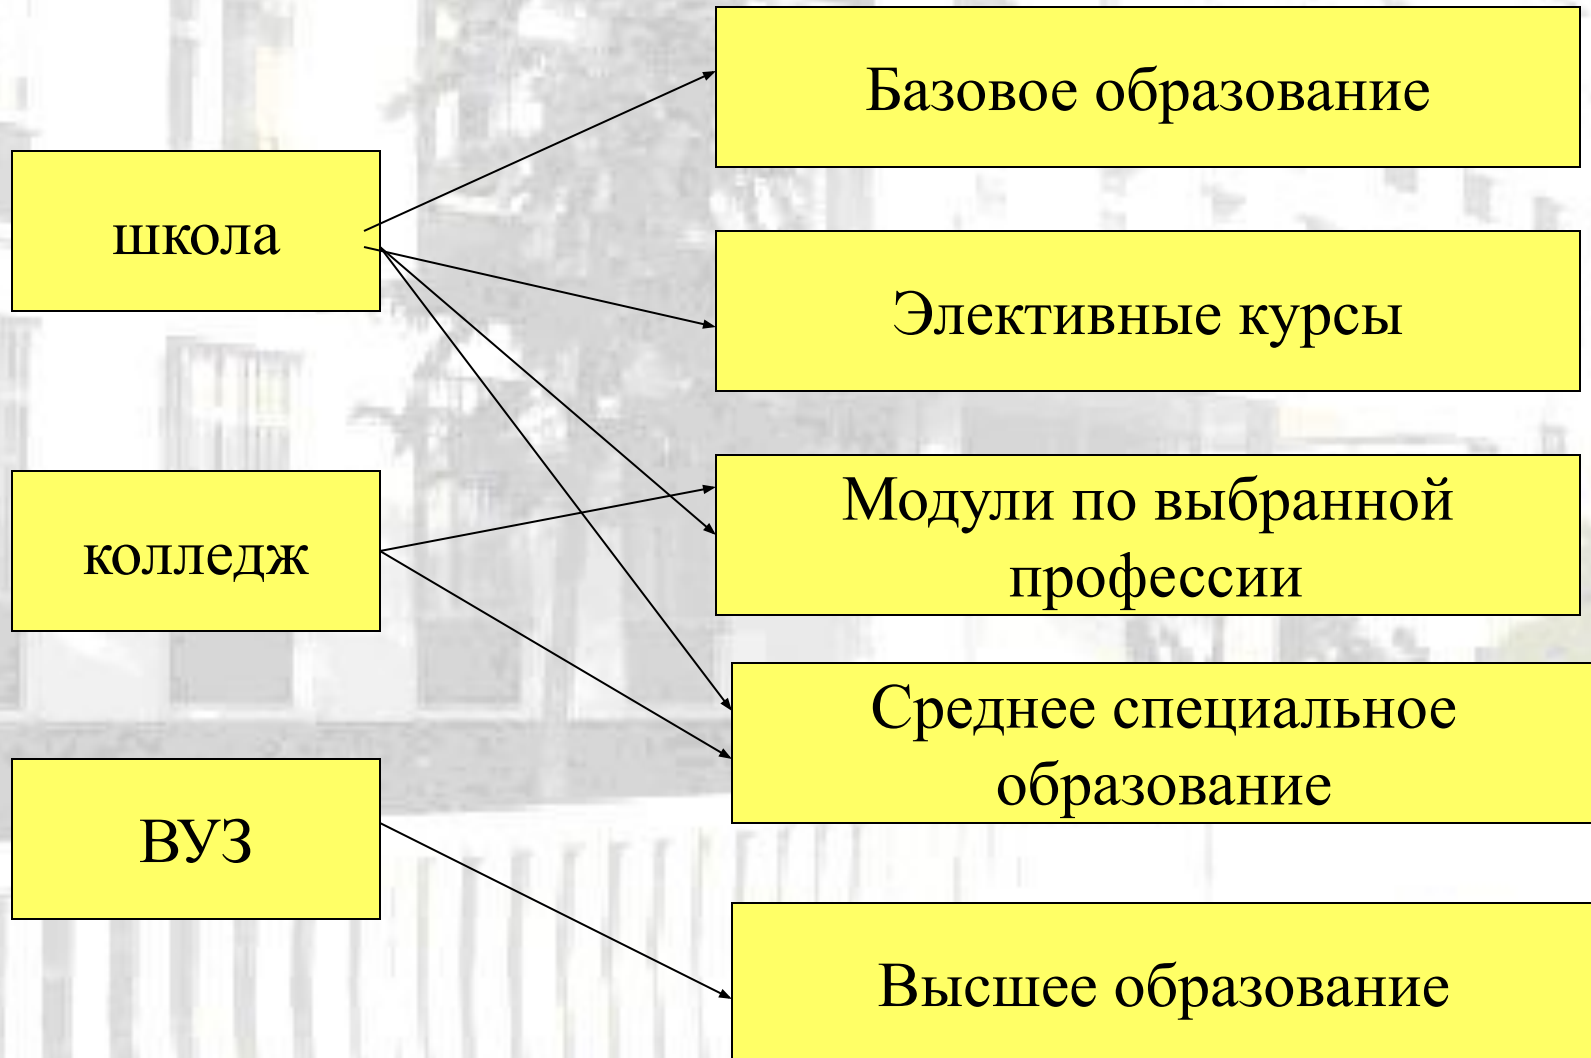 Базовое образование
школа
Элективные курсы
Модули по выбранной
профессии
колледж
Среднее специальное
образование
ВУЗ
Высшее образование